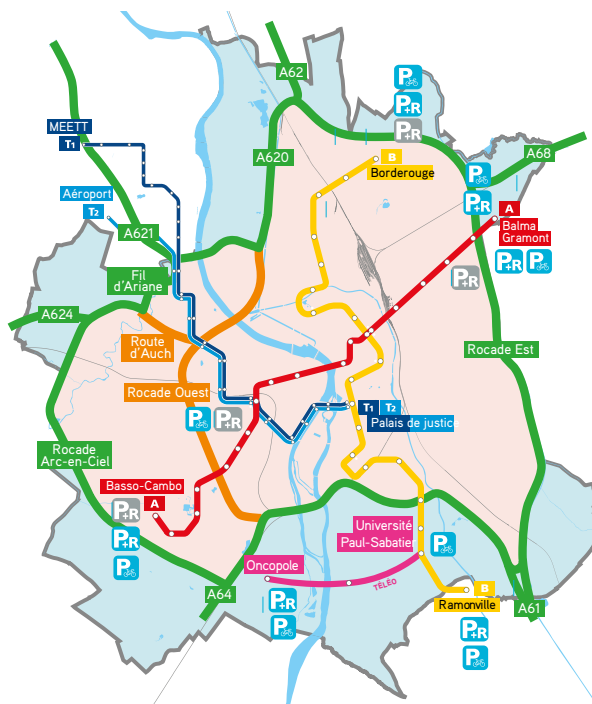 A62
P
P+R
P+R
MEETT
T1
A68
A620
B
Borderouge
P
P+R
Aéroport
T2
A
Balma
Gramont
A621
P+R
P
P+R
Fil
d'Ariane
A624
Route
d'Auch
Rocade Est
Rocade Ouest
P
P+R
T1
T2
Palais de justice
Rocade
Arc-en-Ciel
Basso-Cambo
A
P+R
P+R
P
Université
Paul-Sabatier
P
Oncopole
TÉLÉO
A64
P+R
P
B
Ramonville
A61
P+R
P